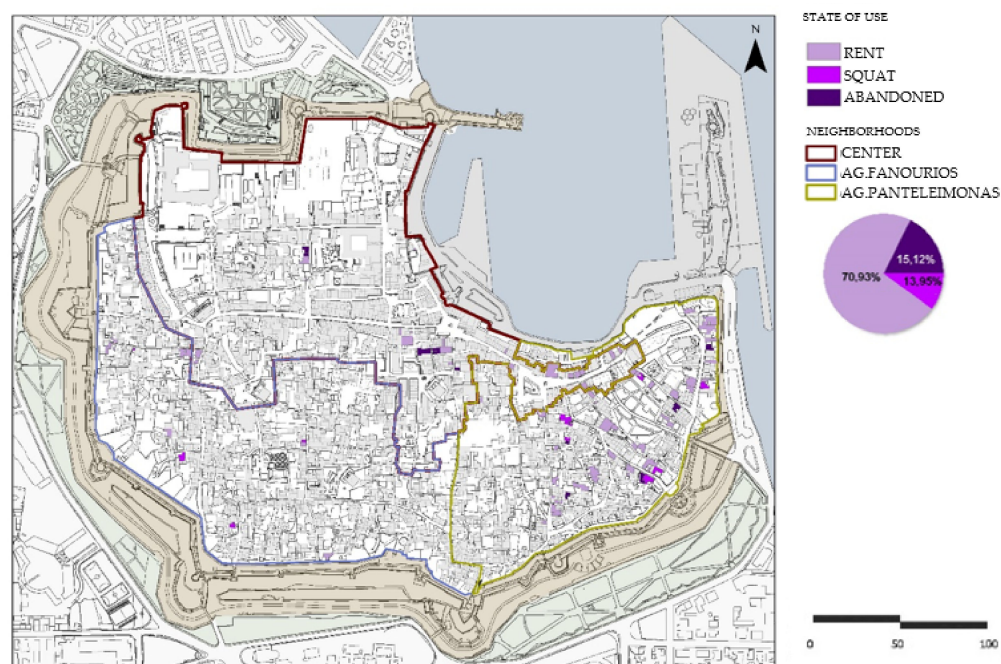 N
STATE OF USE
RENT
SQUAT
ABANDONED
NEIGHBORHOODS
CENTER
AG.FANOURIOS
AG.PANTELEIMONAS
15,12%
70,93%
13,95%
0 50 100